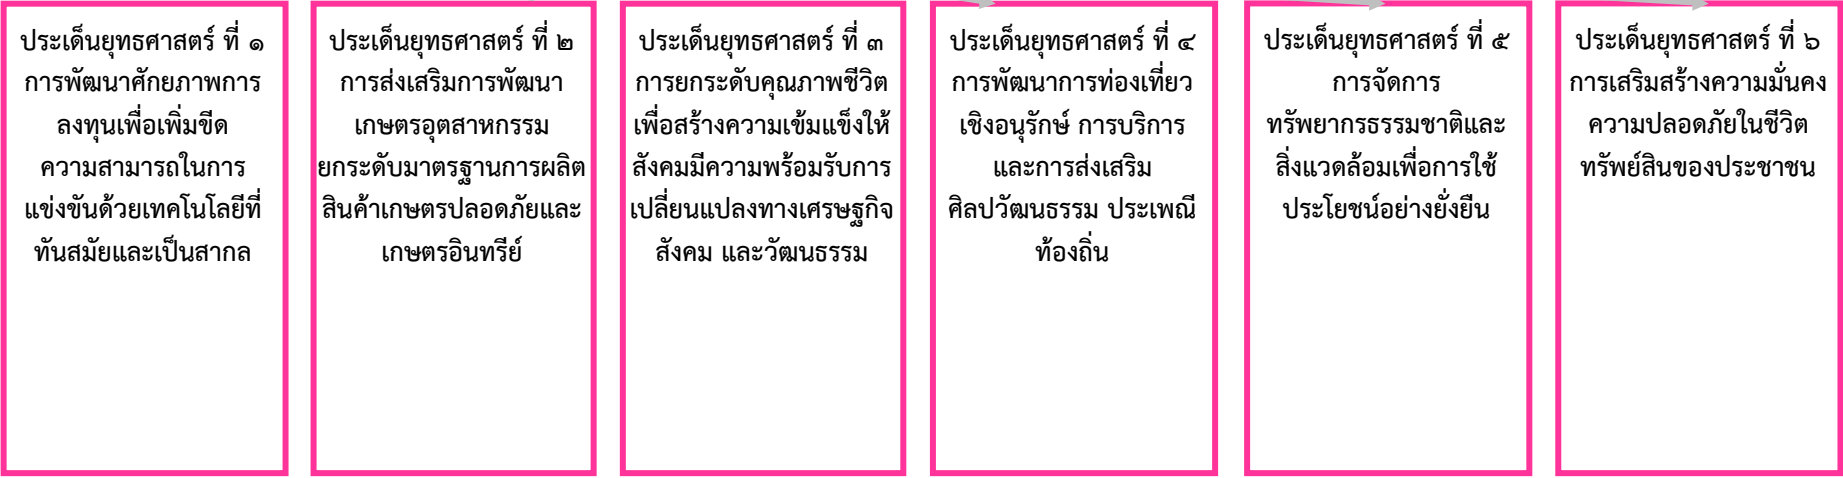 ประเด็นยุทธศาสตร์ ที่ ๑
การพัฒนาศักยภาพการ
ลงทุนเพื่อเพิ่มขีด
ความสามารถในการ
แข่งขันด้วยเทคโนโลยีที่
ทันสมัยและเป็นสากล
ประเด็นยุทธศาสตร์ ที่ ๒
การส่งเสริมการพัฒนา
เกษตรอุตสาหกรรม
ยกระดับมาตรฐานการผลิต
สินค้าเกษตรปลอดภัยและ
เกษตรอินทรีย์
ประเด็นยุทธศาสตร์ ที่ ๓
การยกระดับคุณภาพชีวิต
เพื่อสร้างความเข้มแข็งให้
สังคมมีความพร้อมรับการ
เปลี่ยนแปลงทางเศรษฐกิจ
สังคม และวัฒนธรรม
ประเด็นยุทธศาสตร์ ที่ ๔
การพัฒนาการท่องเที่ยว
เชิงอนุรักษ์ การบริการ
และการส่งเสริม
ศิลปวัฒนธรรม ประเพณี
ท้องถิ่น
ประเด็นยุทธศาสตร์ ที่ ๕
การจัดการ
ทรัพยากรธรรมชาติและ
สิ่งแวดล้อมเพื่อการใช้
ประโยชน์อย่างยั่งยืน
ประเด็นยุทธศาสตร์ ที่ ๖
การเสริมสร้างความมั่นคง
ความปลอดภัยในชีวิต
ทรัพย์สินของประชาชน